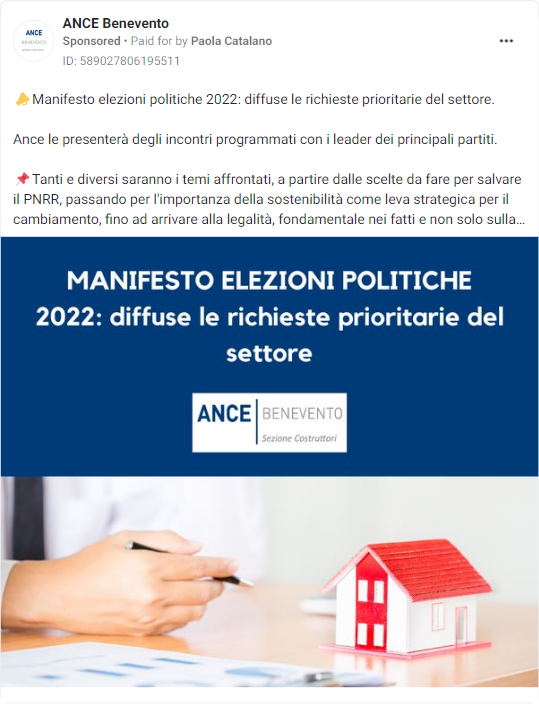 ANCE Benevento
Sponsored • Paid for by Paola Catalano
ID: 589027806195511
ANCE
BENEVENTO
📣Manifesto elezioni politiche 2022: diffuse le richieste prioritarie del settore.
Ance le presenterà degli incontri programmati con i leader dei principali partiti.
📌Tanti e diversi saranno i temi affrontati, a partire dalle scelte da fare per salvare
il PNRR, passando per l'importanza della sostenibilità come leva strategica per il
cambiamento, fino ad arrivare alla legalità, fondamentale nei fatti e non solo sulla...
MANIFESTO ELEZIONI POLITICHE
2022: diffuse le richieste prioritarie del
settore
ANCE BENEVENTO
Sezione Costruttori